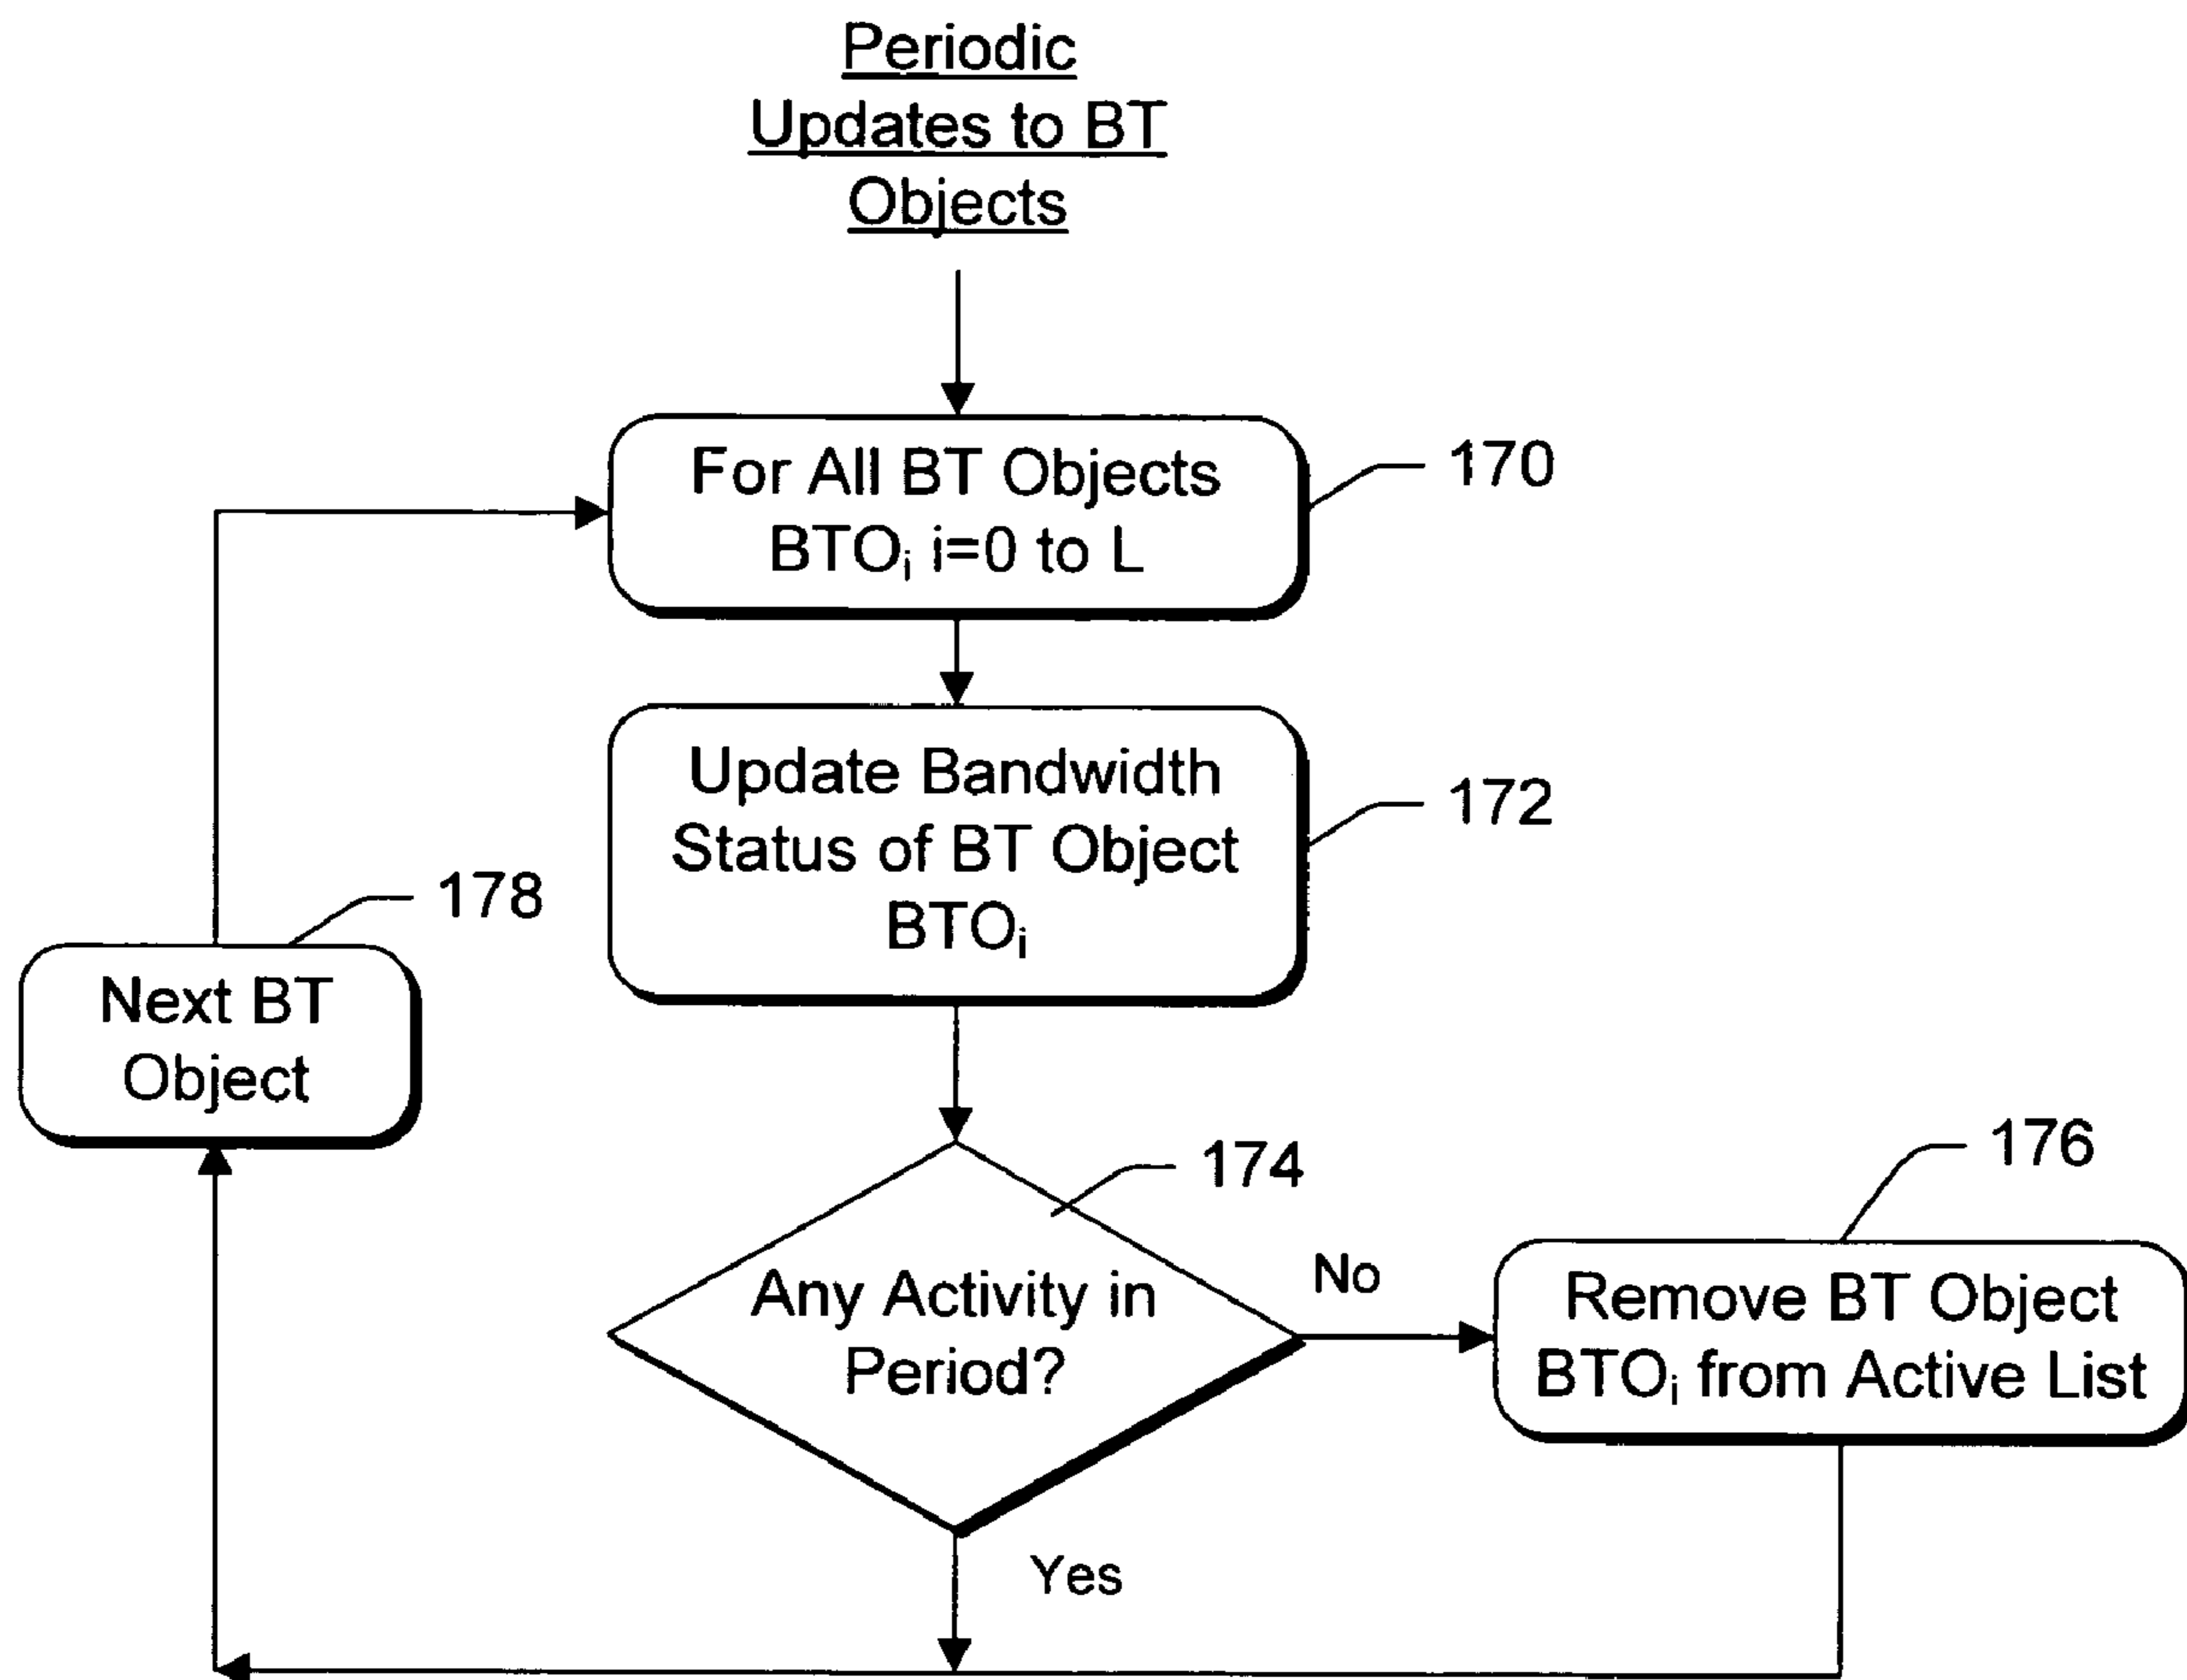 Periodic
Updates to BT
Objects
For All BT Objects
BTOi i=0 to L
170
Update Bandwidth
Status of BT Object
BTOi
172
178
Next BT
Object
174
Any Activity in
Period?
No
176
Remove BT Object
BTOi from Active List
Yes